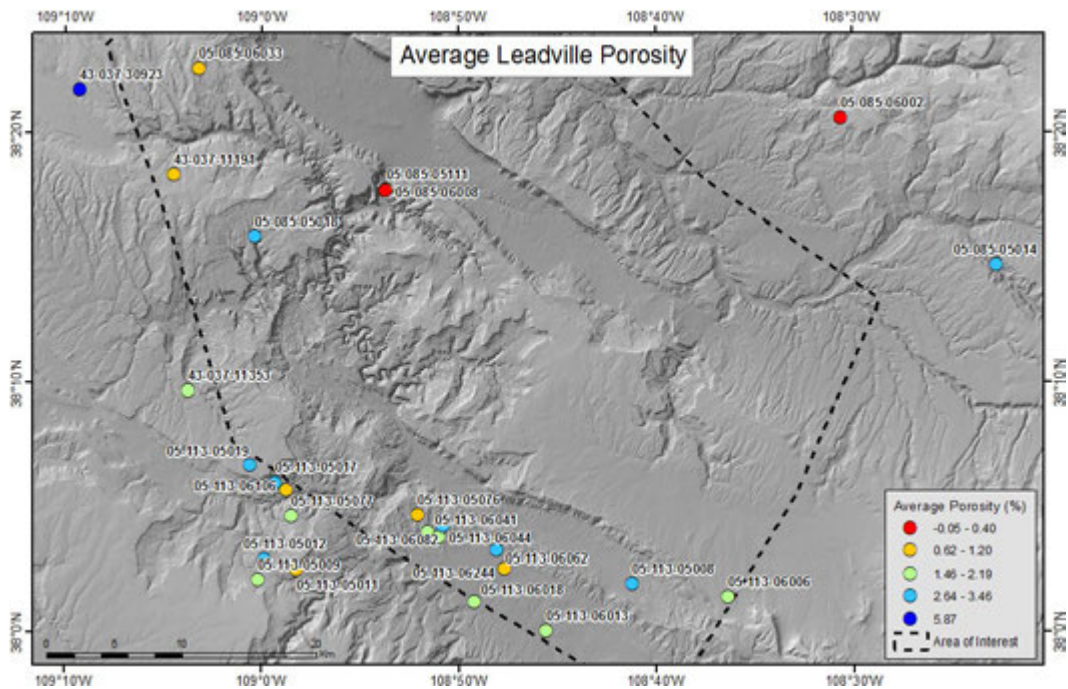 109°10'W 109°0'W 108°50'W 108°40'W 108°30'W
Average Leadville Porosity
05-085-06033
43-037-30923
05-085-06002
38°20'N 38°20'N
43-037-11191
05-085-05111
05-085-06008
05-085-05018
05-085-05014
43-037-11353
38°10'N 38°10'N
05-113-05019
05-113-05017
05-113-06106
05-113-05077
05-113-05076
05-113-06041
05-113-06082
05-113-06044
05-113-05012
05-113-05009
05-113-05011
05-113-06062
05-113-06244
05-113-05008
05-113-06018
05-113-06006
05-113-06013
38°0'N 38°0'N
Average Porosity (%)
-0.05 - 0.40
0.62 - 1.20
1.46 - 2.19
2.64 - 3.46
5.87
Area of Interest
0 5 10 20
109°10'W 109°0'W 108°50'W 108°40'W 108°30'W